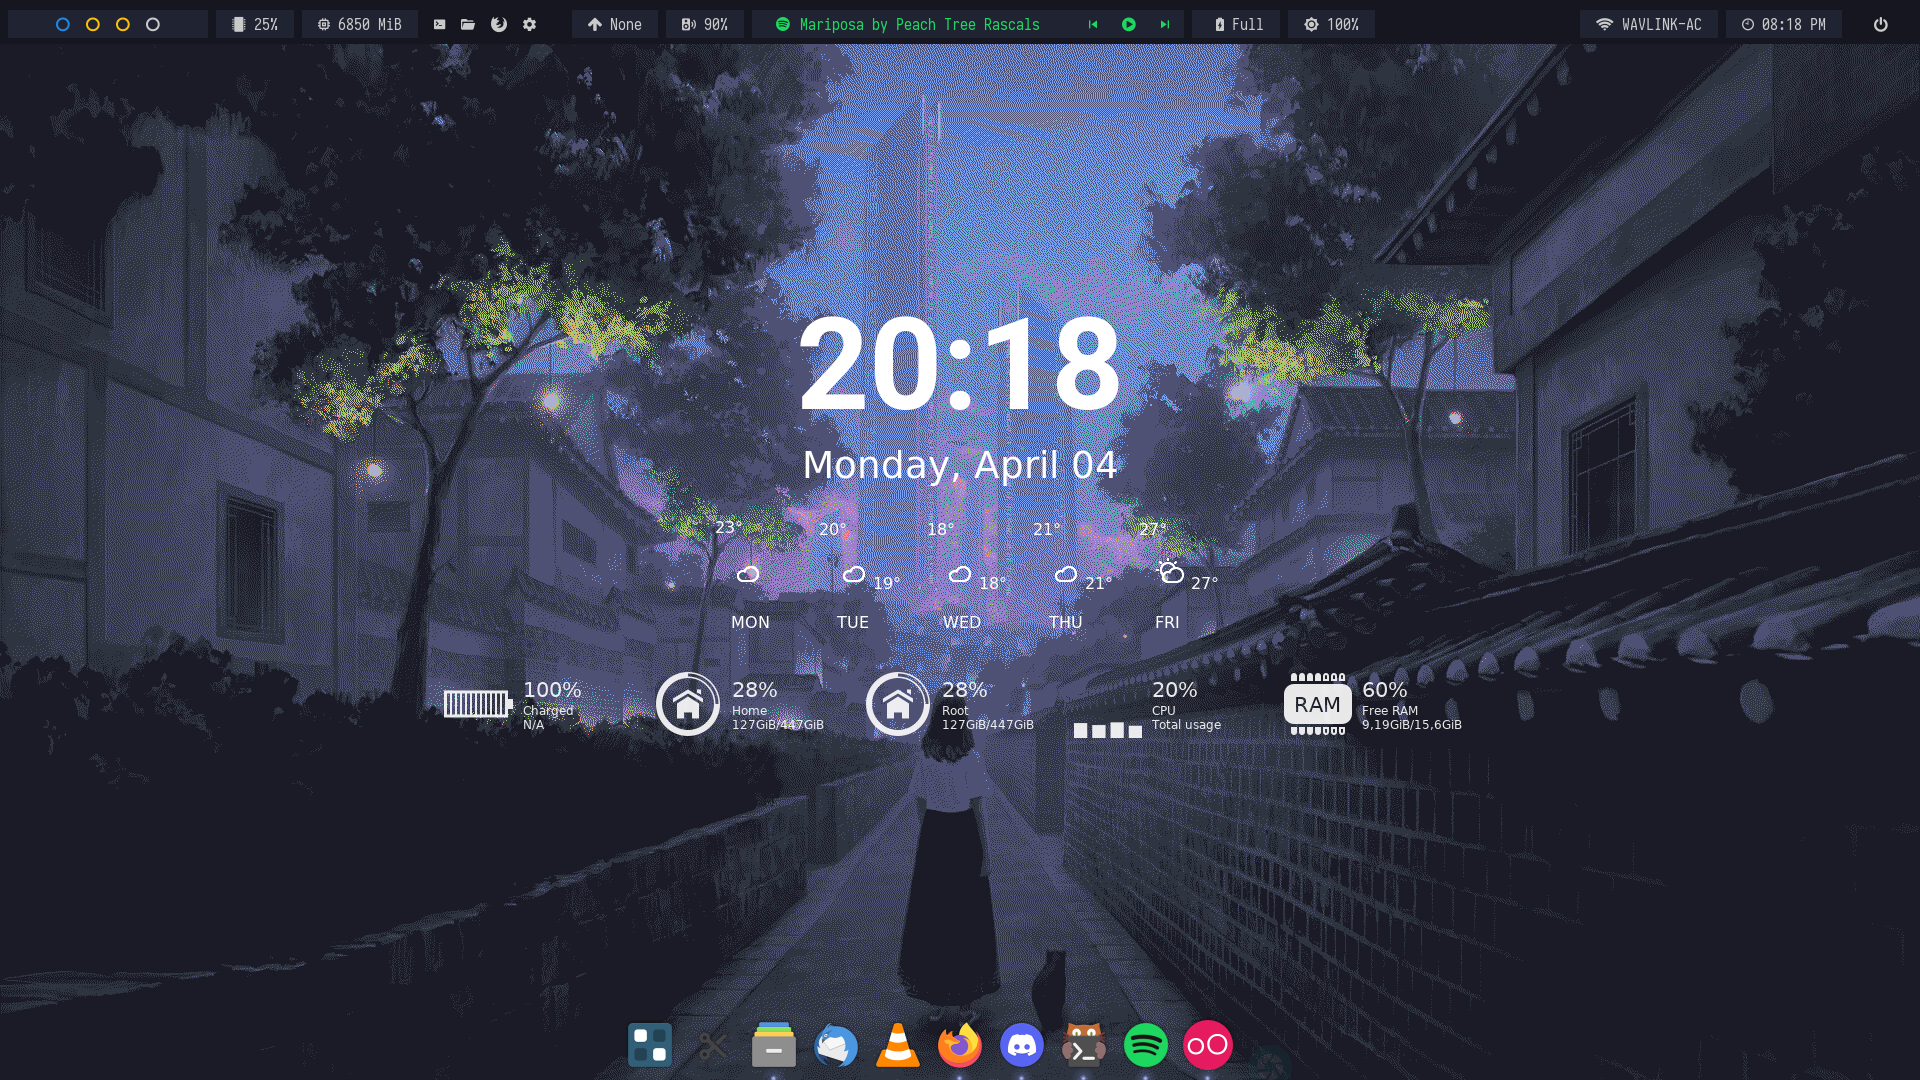 25% 6850 MiB None 90% Mariposa by Peach Tree Rascals Full 100% WAVLINK-AC 08:18 PM
20:18
Monday, April 04
23° 20° 18° 21° 27°
19° 18° 21° 27°
MON TUE WED THU FRI
100% 28% 28% 20% 60%
Charged Home Root CPU RAM Free RAM
N/A 127GiB/447GiB 127GiB/447GiB Total usage 9,19GiB/15,6GiB